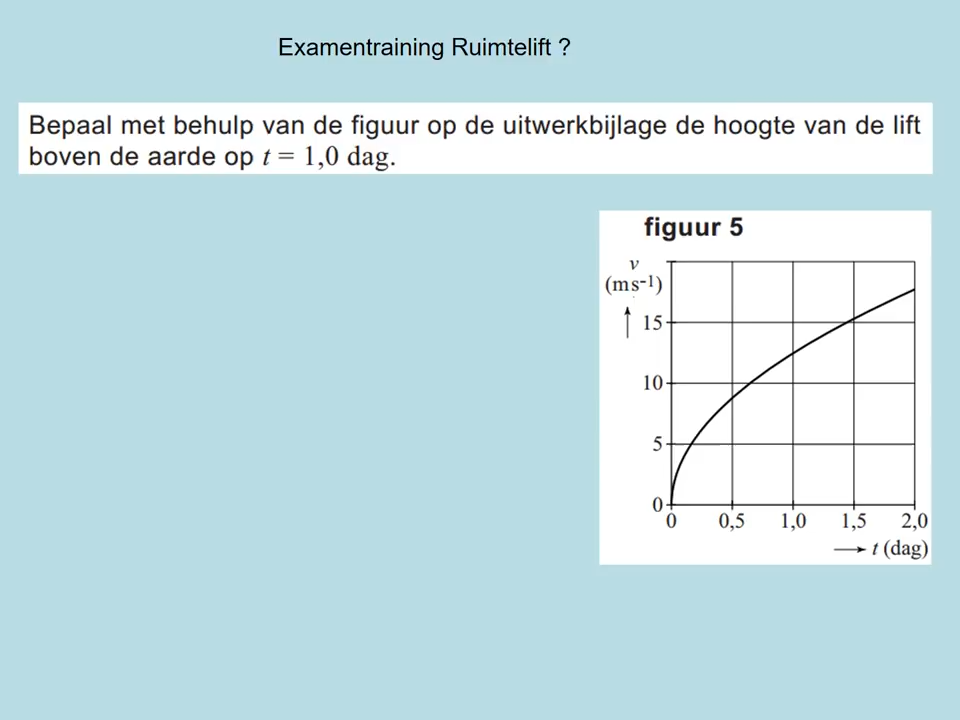 Examentraining Ruimtelift ?
Bepaal met behulp van de figuur op de uitwerkbijlage de hoogte van de lift
boven de aarde op t = 1,0 dag.
figuur 5
v
(m s⁻¹)
15
10
5
0
0 0,5 1,0 1,5 2,0
t (dag)